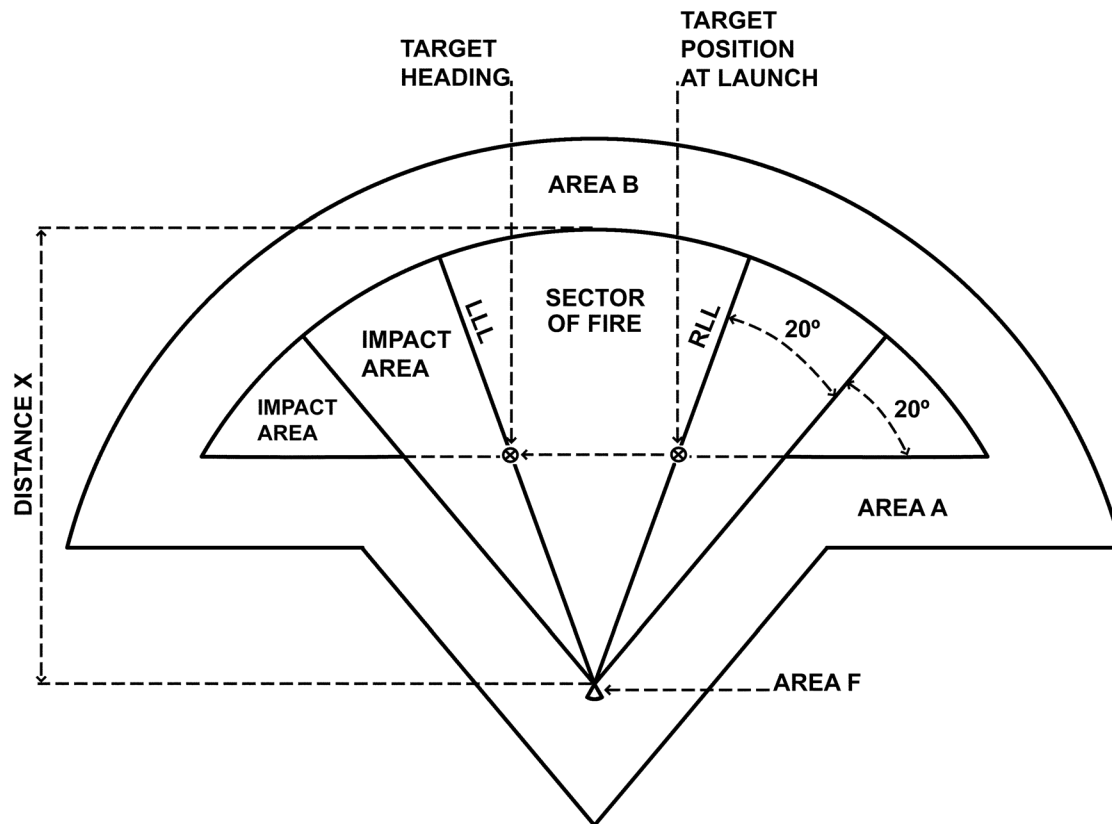 TARGET
HEADING
TARGET
POSITION
AT LAUNCH
AREA B
SECTOR
OF FIRE
LLL
RLL
IMPACT
AREA
IMPACT
AREA
20º
20º
DISTANCE X
AREA A
AREA F